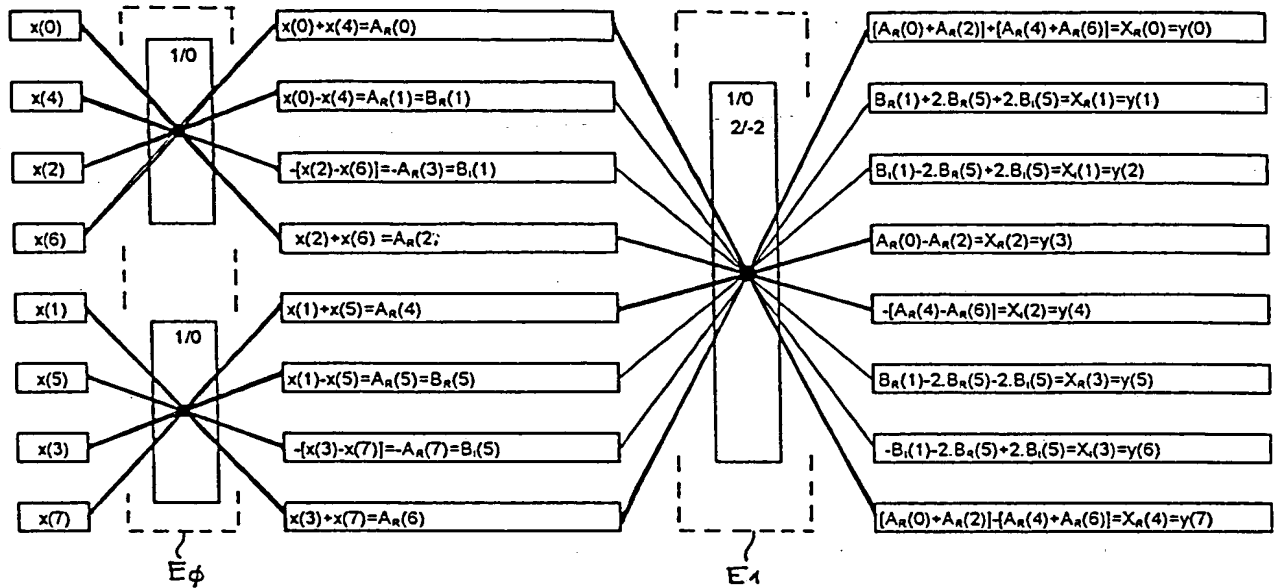 x(0)
x(4)
x(2)
x(6)
x(1)
x(5)
x(3)
x(7)
1/0
1/0
Eφ
x(0)+x(4)=A_R(0)
x(0)-x(4)=A_R(1)=B_R(1)
-[x(2)-x(6)]=-A_R(3)=B_I(1)
x(2)+x(6) =A_R(2;
x(1)+x(5)=A_R(4)
x(1)-x(5)=A_R(5)=B_R(5)
-[x(3)-x(7)]=-A_R(7)=B_I(5)
x(3)+x(7)=A_R(6)
1/0
2/-2
E1
[A_R(0)+A_R(2)]+[A_R(4)+A_R(6)]=X_R(0)=y(0)
B_R(1)+2.B_R(5)+2.B_I(5)=X_R(1)=y(1)
B_I(1)-2.B_R(5)+2.B_I(5)=X_I(1)=y(2)
A_R(0)-A_R(2)=X_R(2)=y(3)
-[A_R(4)-A_R(6)]=X_I(2)=y(4)
B_R(1)-2.B_R(5)-2.B_I(5)=X_R(3)=y(5)
-B_I(1)-2.B_R(5)+2.B_I(5)=X_I(3)=y(6)
[A_R(0)+A_R(2)]-[A_R(4)+A_R(6)]=X_R(4)=y(7)